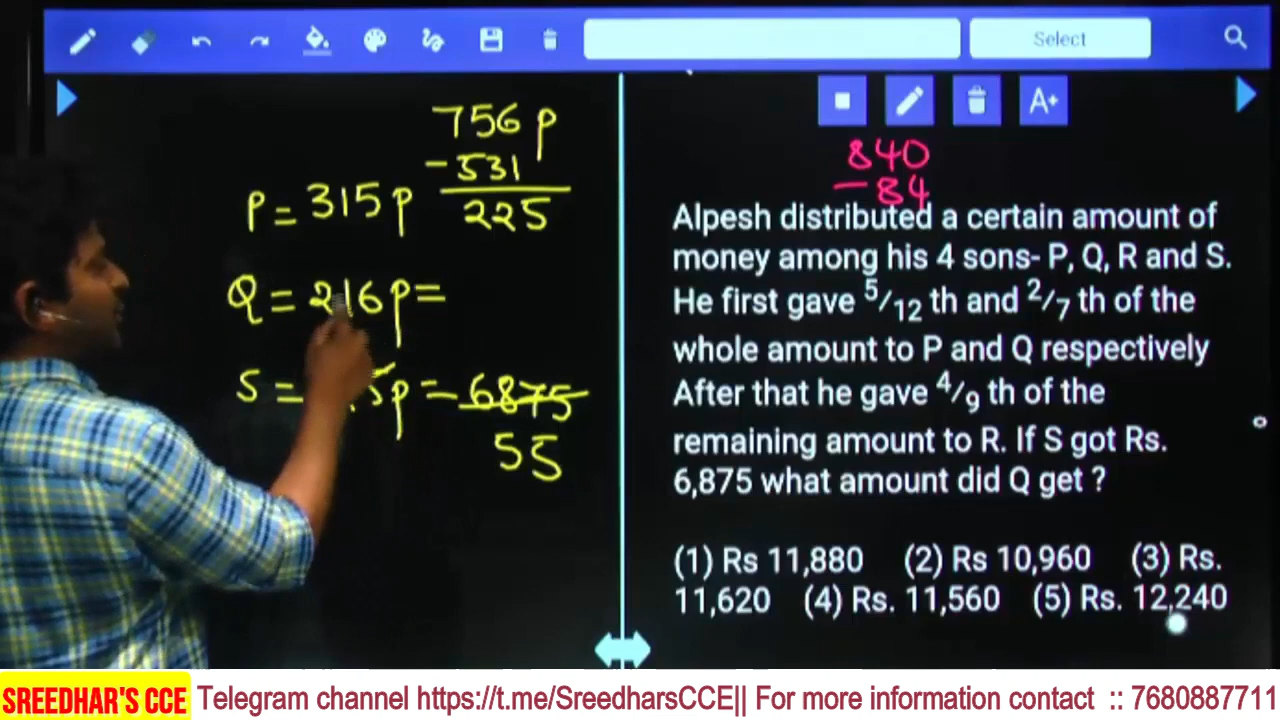 Select
A+
756 p
-531
225
P = 315 p
Q = 216 p =
S = 5 p = 6875
55
840
-84
Alpesh distributed a certain amount of
money among his 4 sons- P, Q, R and S.
He first gave 5/12 th and 2/7 th of the
whole amount to P and Q respectively
After that he gave 4/9 th of the
remaining amount to R. If S got Rs.
6,875 what amount did Q get ?
(1) Rs 11,880 (2) Rs 10,960 (3) Rs.
11,620 (4) Rs. 11,560 (5) Rs. 12,240
SREEDHAR'S CCE Telegram channel https://t.me/SreedharsCCE|| For more information contact :: 7680887711